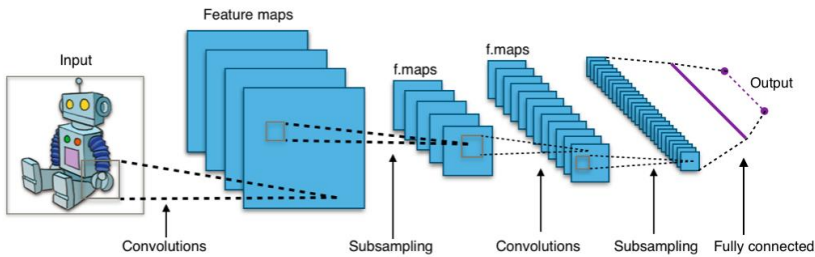 Feature maps
Input
f.maps
f.maps
Output
Convolutions
Subsampling
Convolutions
Subsampling
Fully connected